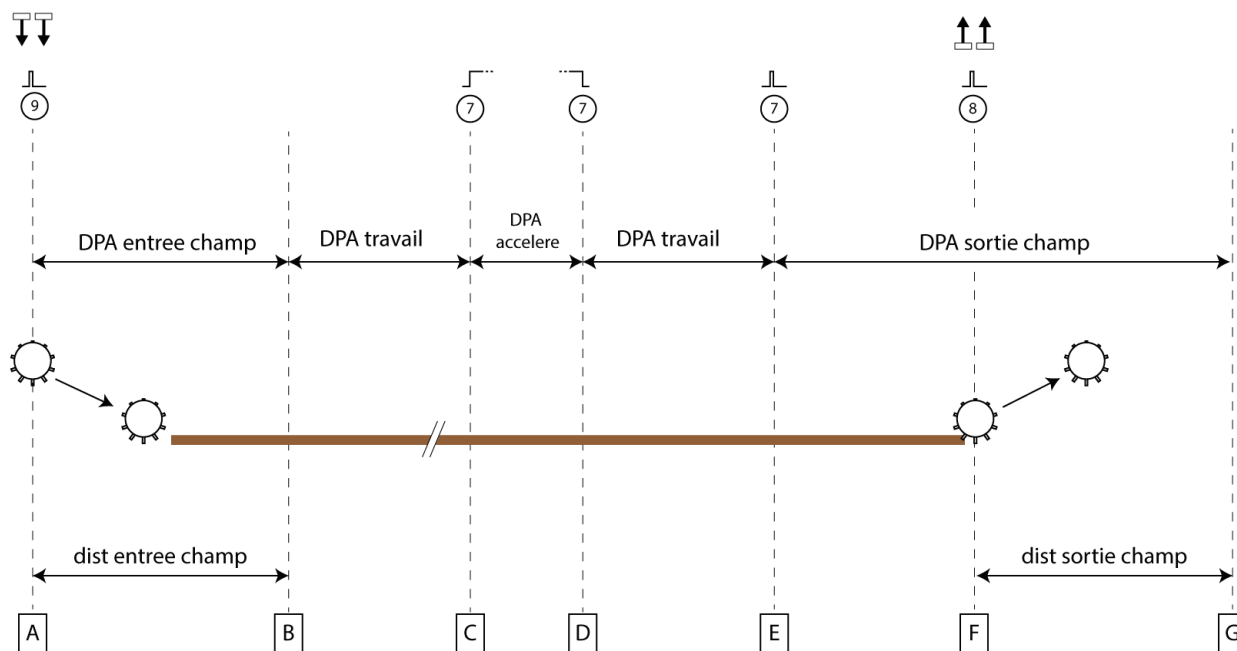 9
7
7
7
8
DPA entree champ
DPA travail
DPA
accelere
DPA travail
DPA sortie champ
dist entree champ
dist sortie champ
A
B
C
D
E
F
G